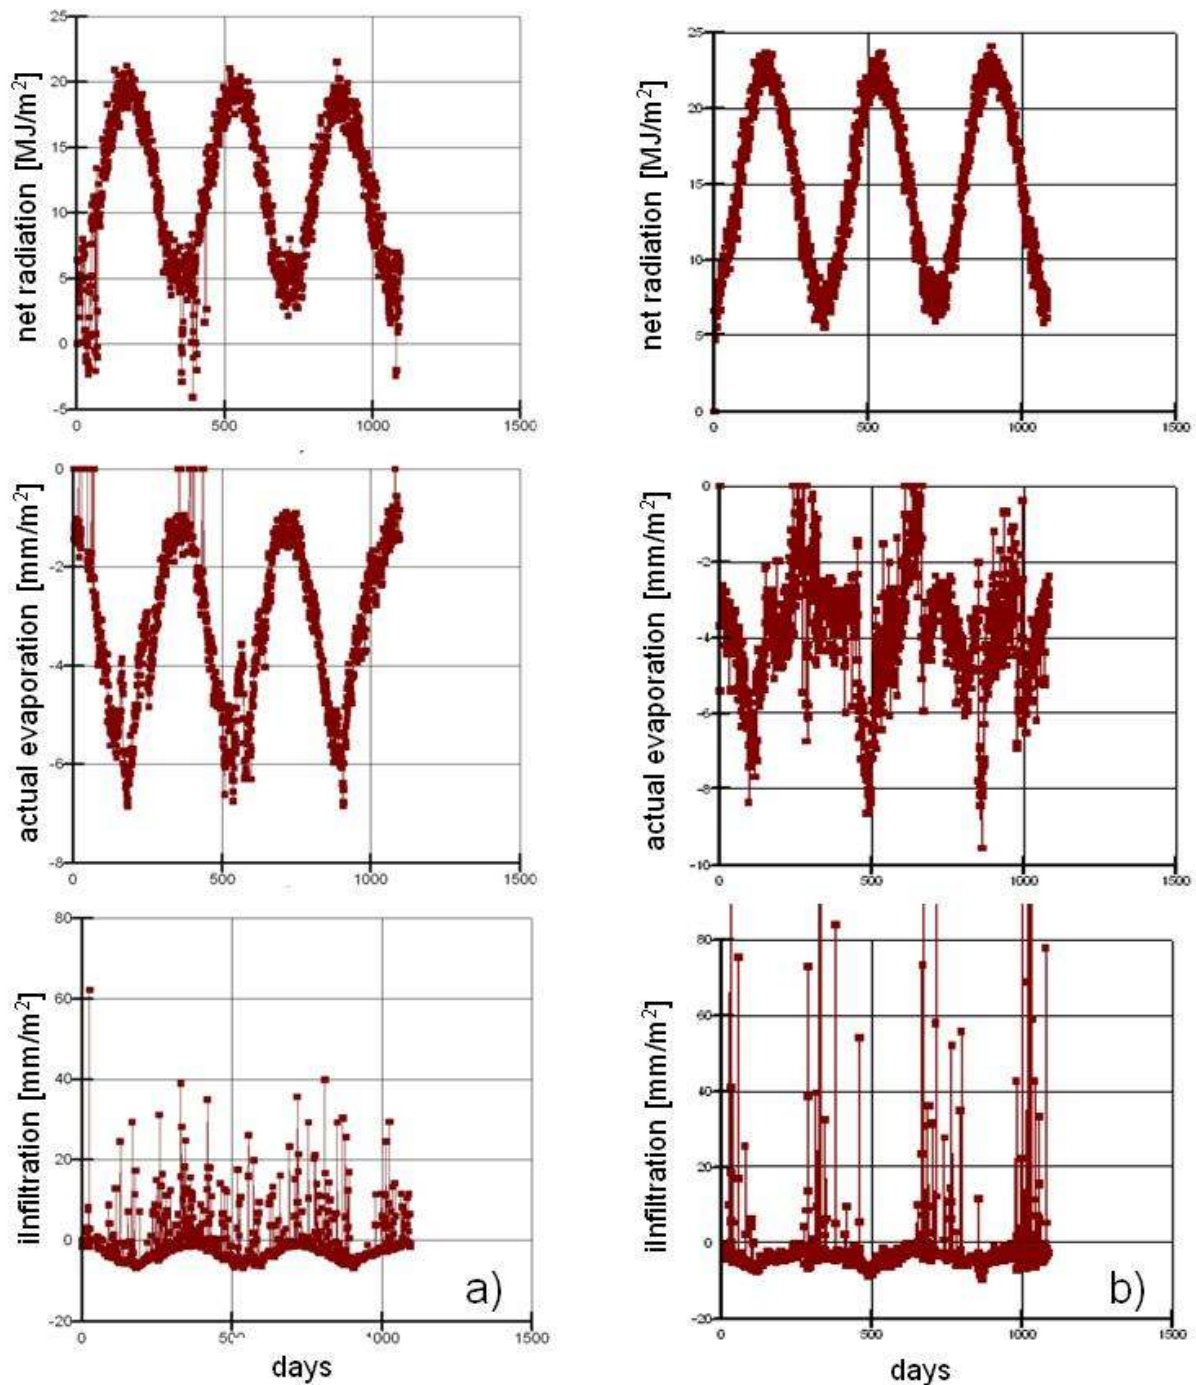 net radiation [MJ/m²]
25
20
15
10
5
0
-5
0 500 1000 1500
net radiation [MJ/m²]
25
20
15
10
5
0
0 500 1000 1500
actual evaporation [mm/m²]
0
-2
-4
-6
-8
0 500 1000 1500
actual evaporation [mm/m²]
0
-2
-4
-6
-8
-10
0 500 1000 1500
iInfiltration [mm/m²]
80
60
40
20
0
-20
0 500 1000 1500
a)
days
iInfiltration [mm/m²]
80
60
40
20
0
-20
0 500 1000 1500
b)
days